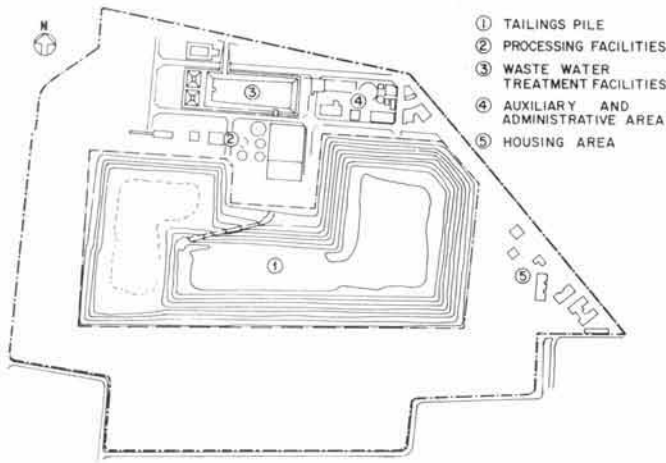 N
① TAILINGS PILE
② PROCESSING FACILITIES
③ WASTE WATER
TREATMENT FACILITIES
④ AUXILIARY AND
ADMINISTRATIVE AREA
⑤ HOUSING AREA
③
④
②
①
⑤